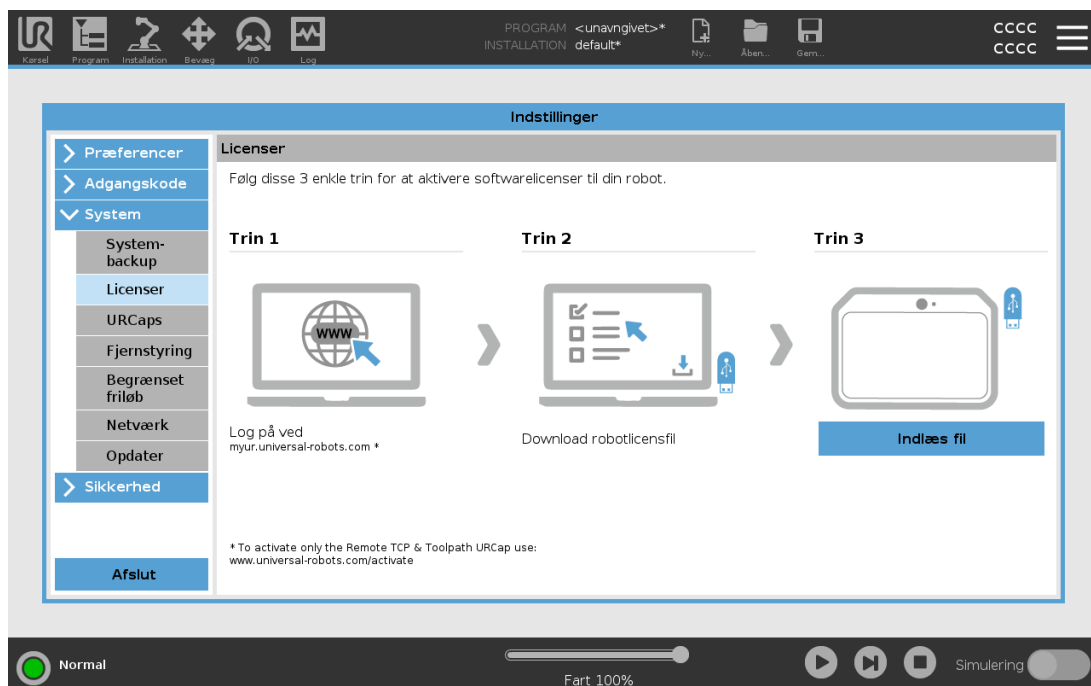 PROGRAM <unavngivet>*
INSTALLATION default*
CCCC
CCCC
Kørsel Program Installation Bevæg I/O Log Ny... Åben... Gem...
Indstillinger
Præferencer
Adgangskode
System
System-
backup
Licenser
URCaps
Fjernstyring
Begrænset
friløb
Netværk
Opdater
Sikkerhed
Afslut
Licenser
Følg disse 3 enkle trin for at aktivere softwarelicenser til din robot.
Trin 1
WWW
Log på ved
myur.universal-robots.com *
Trin 2
Download robotlicensfil
Trin 3
Indlæs fil
* To activate only the Remote TCP & Toolpath URCap use:
www.universal-robots.com/activate
Normal
Fart 100%
Simulering